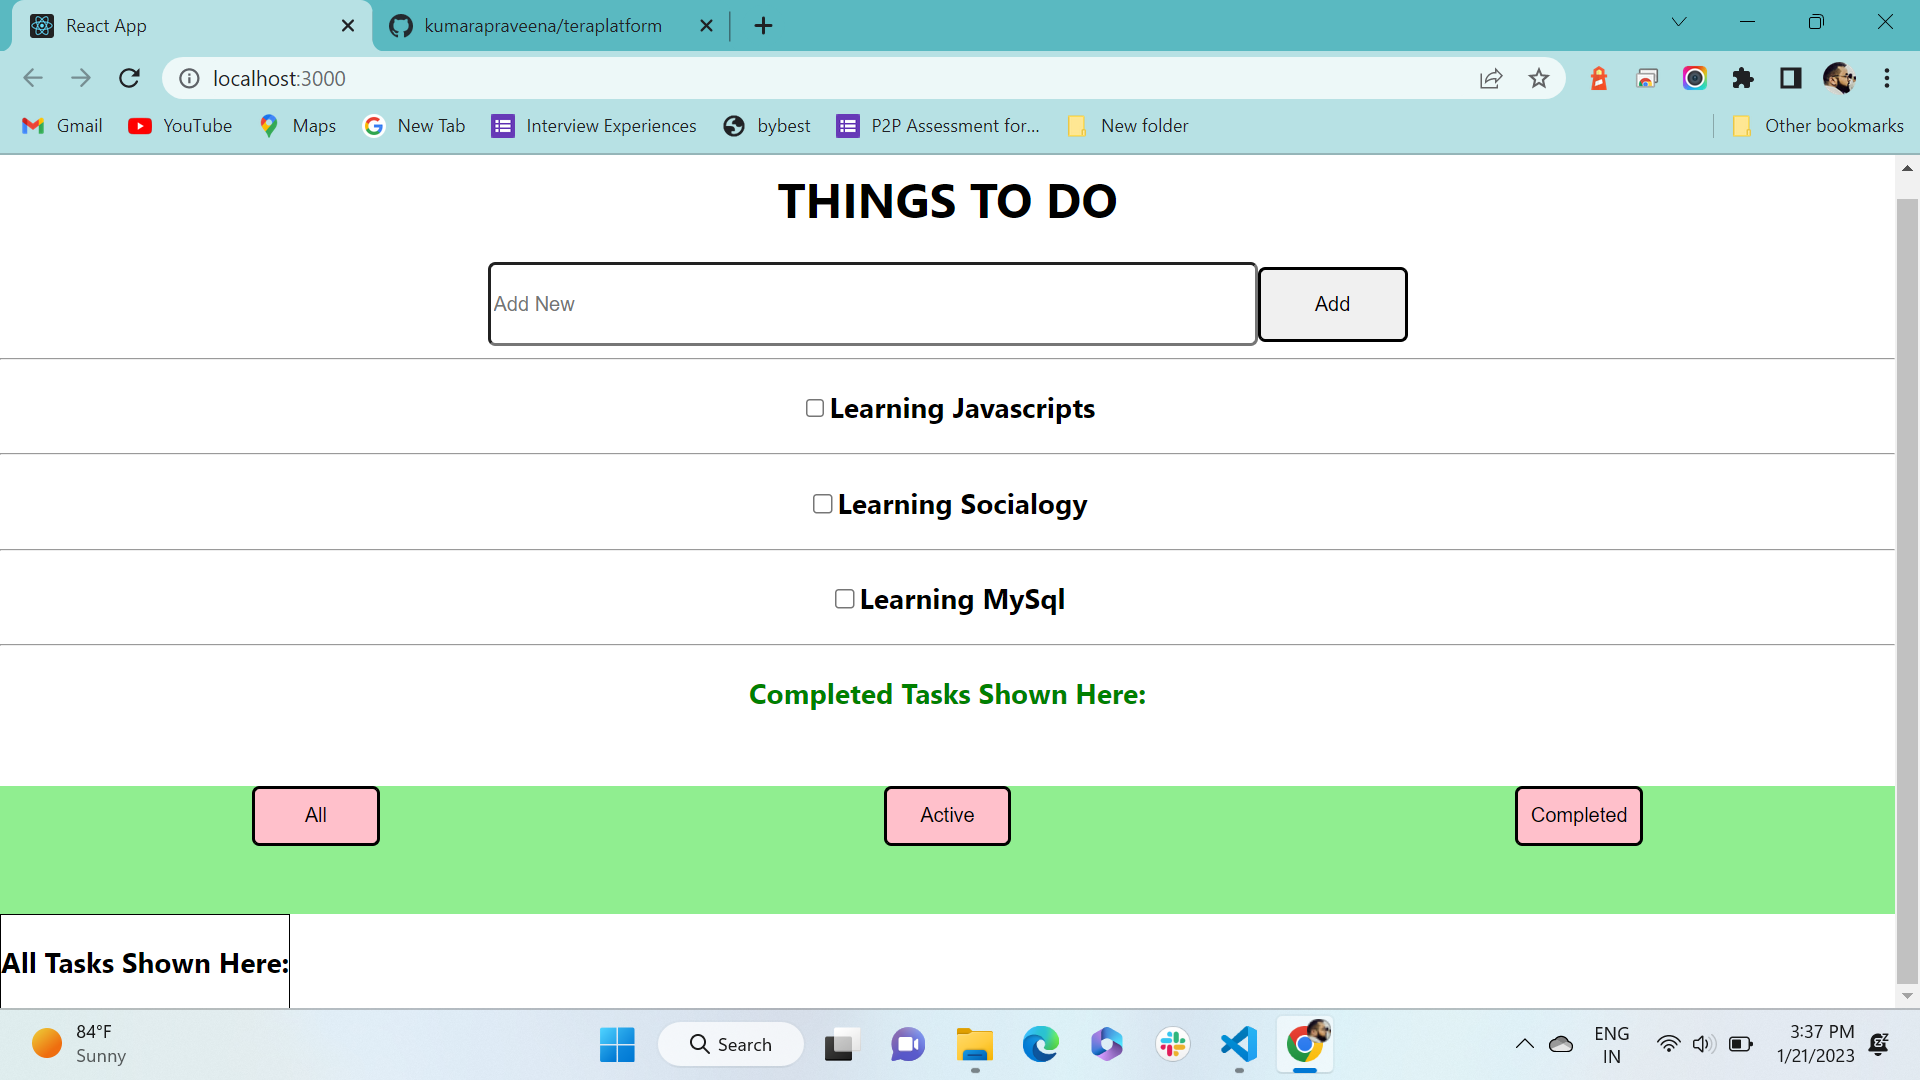 React App
kumarapraveena/teraplatform
localhost:3000
Gmail
YouTube
Maps
New Tab
Interview Experiences
bybest
P2P Assessment for...
New folder
Other bookmarks
THINGS TO DO
Add New
Add
Learning Javascripts
Learning Socialogy
Learning MySql
Completed Tasks Shown Here:
All
Active
Completed
All Tasks Shown Here:
84°F
Sunny
Search
ENG
IN
3:37 PM
1/21/2023